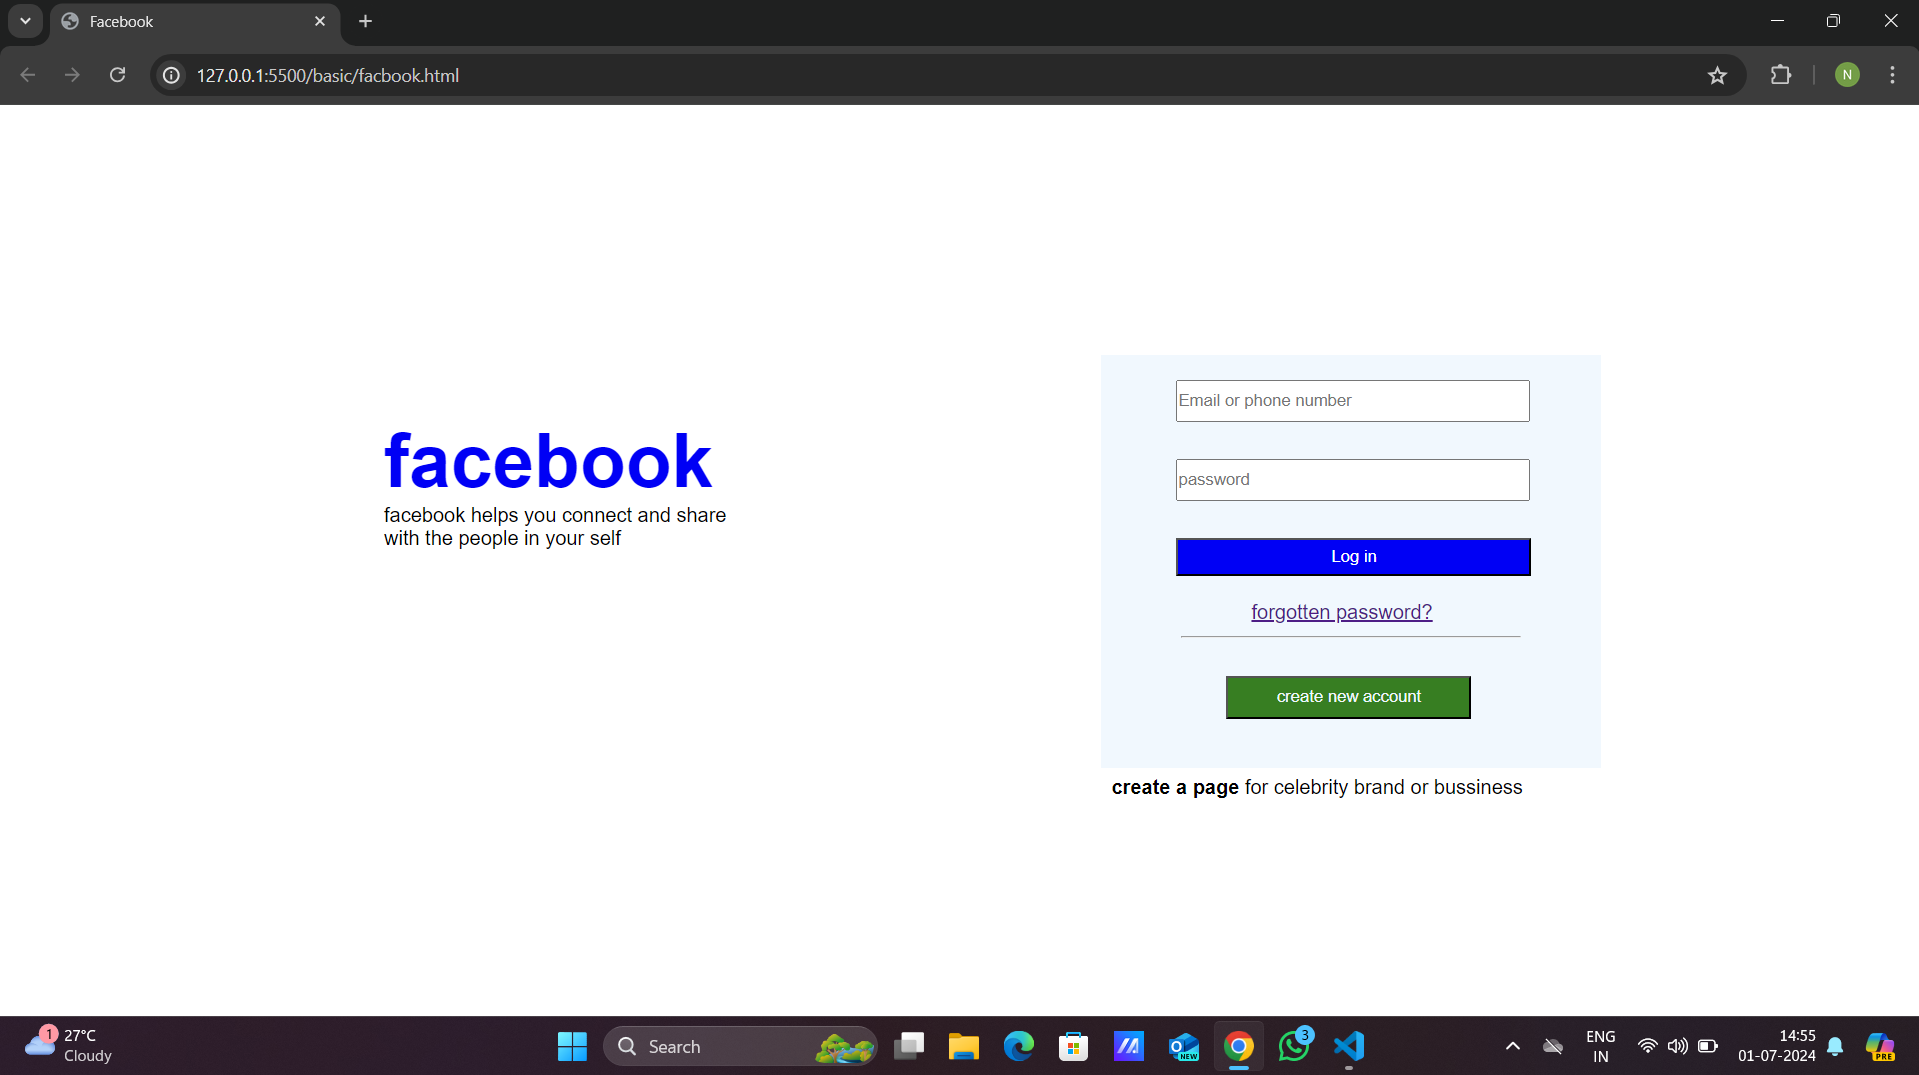 Facebook
127.0.0.1:5500/basic/facbook.html
N
facebook
facebook helps you connect and share
with the people in your self
Email or phone number
password
Log in
forgotten password?
create new account
create a page for celebrity brand or bussiness
1
27°C
Cloudy
Search
O
NEW
3
ENG
IN
14:55
01-07-2024
PRE